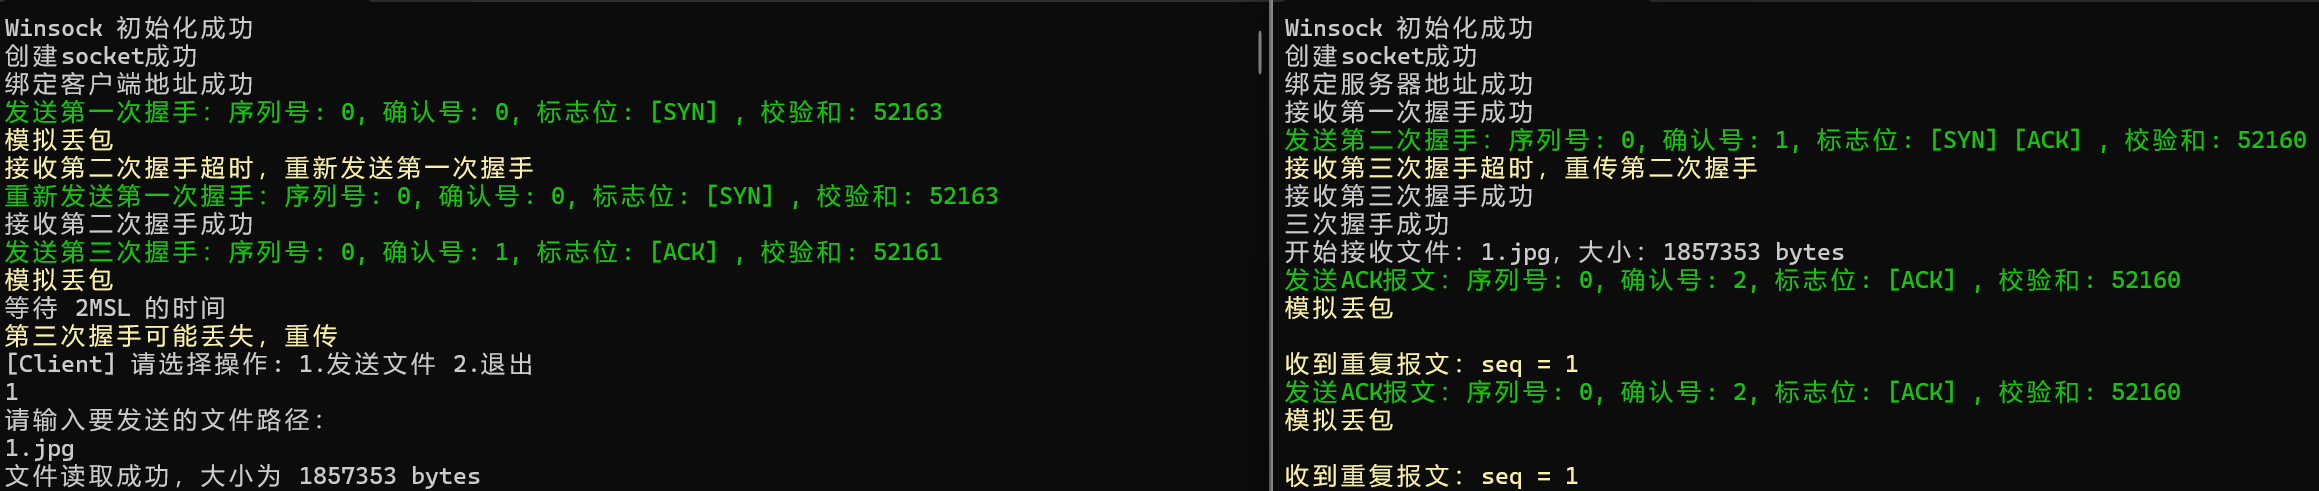 Winsock 初始化成功
创建socket成功
绑定客户端地址成功
发送第一次握手: 序列号: 0, 确认号: 0, 标志位: [SYN] , 校验和: 52163
模拟丢包
接收第二次握手超时, 重新发送第一次握手
重新发送第一次握手: 序列号: 0, 确认号: 0, 标志位: [SYN] , 校验和: 52163
接收第二次握手成功
发送第三次握手: 序列号: 0, 确认号: 1, 标志位: [ACK] , 校验和: 52161
模拟丢包
等待 2MSL 的时间
第三次握手可能丢失, 重传
[Client] 请选择操作: 1.发送文件 2.退出
1
请输入要发送的文件路径:
1.jpg
文件读取成功, 大小为 1857353 bytes
Winsock 初始化成功
创建socket成功
绑定服务器地址成功
接收第一次握手成功
发送第二次握手: 序列号: 0, 确认号: 1, 标志位: [SYN] [ACK] , 校验和: 52160
接收第三次握手超时, 重传第二次握手
接收第三次握手成功
三次握手成功
开始接收文件: 1.jpg, 大小: 1857353 bytes
发送ACK报文: 序列号: 0, 确认号: 2, 标志位: [ACK] , 校验和: 52160
模拟丢包
收到重复报文: seq = 1
发送ACK报文: 序列号: 0, 确认号: 2, 标志位: [ACK] , 校验和: 52160
模拟丢包
收到重复报文: seq = 1